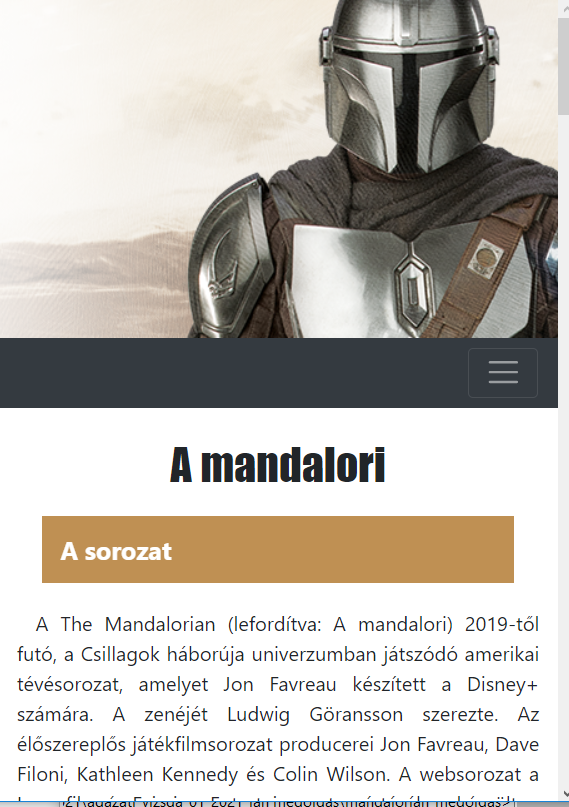 A mandalori
A sorozat
A The Mandalorian (lefordítva: A mandalori) 2019-től
futó, a Csillagok háborúja univerzumban játszódó amerikai
tévésorozat, amelyet Jon Favreau készített a Disney+
számára. A zenéjét Ludwig Göransson szerezte. Az
élőszereplős játékfilmsorozat producerei Jon Favreau, Dave
Filoni, Kathleen Kennedy és Colin Wilson. A websorozat a